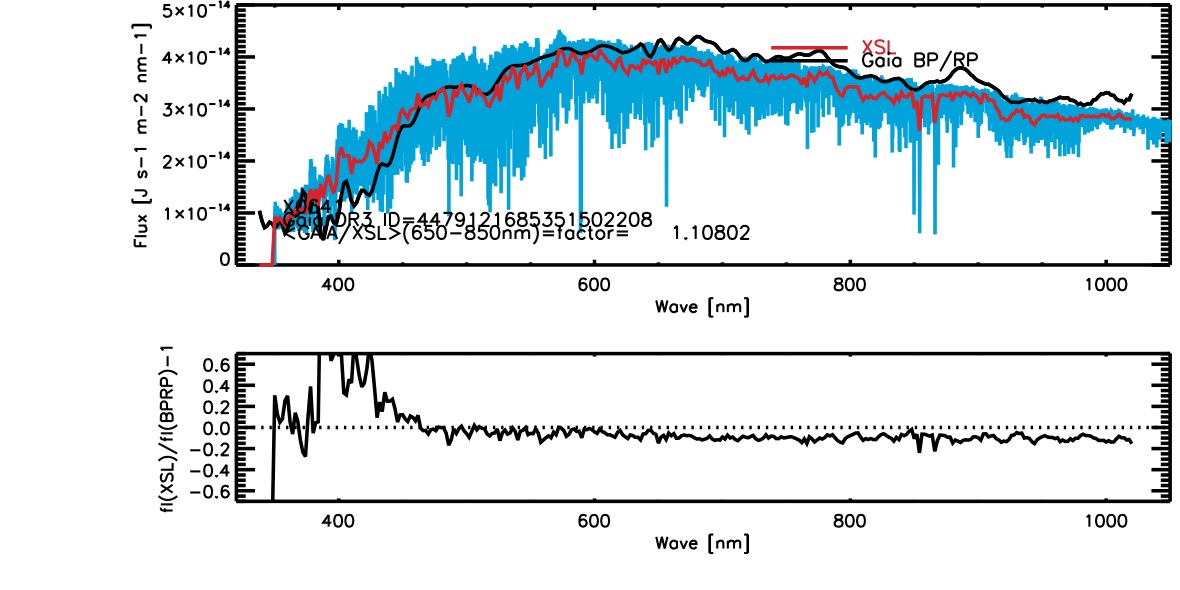 5×10-14
4×10-14
3×10-14
2×10-14
1×10-14
0
Flux [J s-1 m-2 nm-1]
XSL
Gaia BP/RP
Gaia DR3 ID=4479121685351502208
<GAIA/XSL>(650-850nm)=factor= 1.10802
400 600 800 1000
Wave [nm]
0.6
0.4
0.2
0.0
-0.2
-0.4
-0.6
fl(XSL)/fl(BPRP)-1
400 600 800 1000
Wave [nm]